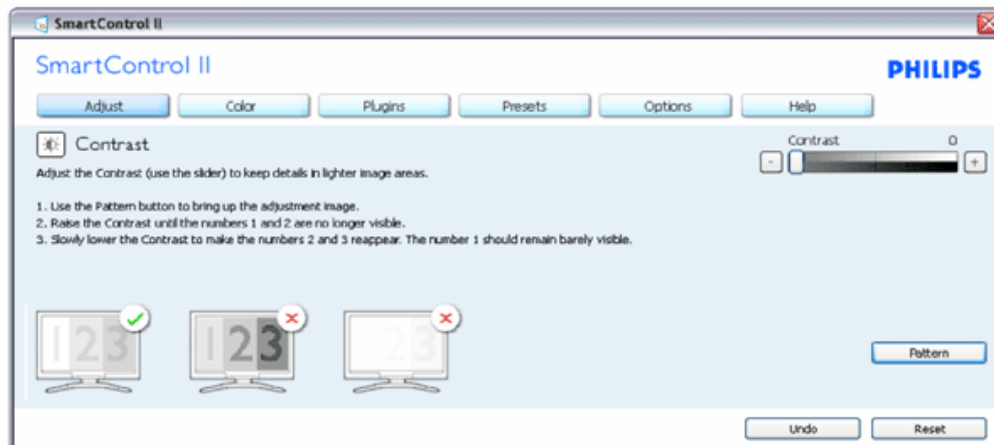 SmartControl II
SmartControl II
PHILIPS
Adjust Color Plugins Presets Options Help
Contrast
Contrast 0
- +
Adjust the Contrast (use the slider) to keep details in lighter image areas.
1. Use the Pattern button to bring up the adjustment image.
2. Raise the Contrast until the numbers 1 and 2 are no longer visible.
3. Slowly lower the Contrast to make the numbers 2 and 3 reappear. The number 1 should remain barely visible.
123 123 23
Pattern
Undo Reset